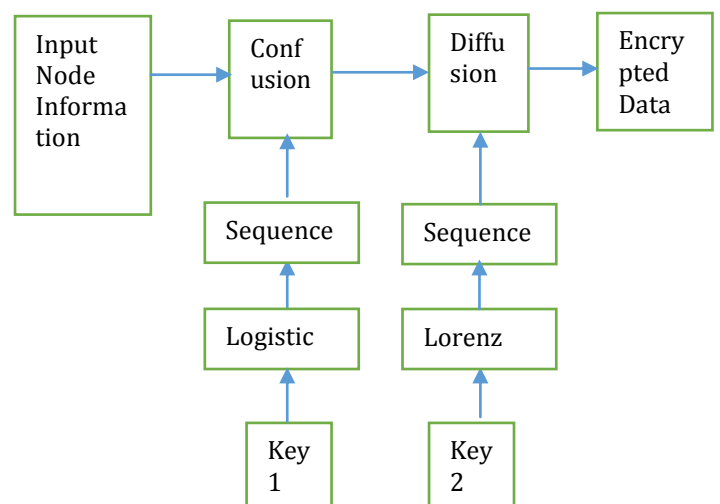 Input
Node
Informa
tion
Conf
usion
Diffu
sion
Encry
pted
Data
Sequence
Sequence
Logistic
Lorenz
Key
1
Key
2